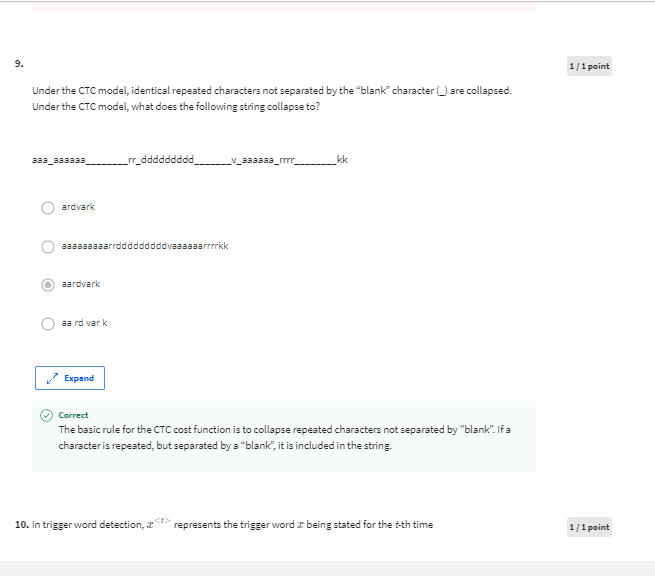 9.
1 / 1 point
Under the CTC model, identical repeated characters not separated by the "blank" character (_) are collapsed.
Under the CTC model, what does the following string collapse to?
aaa_aaaaaa________rr_ddddddddd_______v_aaaaaa_rrrr________kk
ardvark
aaaaaaaaarrdddddddddvaaaaaarrrrkk
aardvark
aa rd var k
Expand
Correct
The basic rule for the CTC cost function is to collapse repeated characters not separated by "blank". If a
character is repeated, but separated by a "blank", it is included in the string.
10. In trigger word detection, x<t> represents the trigger word x being stated for the t-th time
1 / 1 point